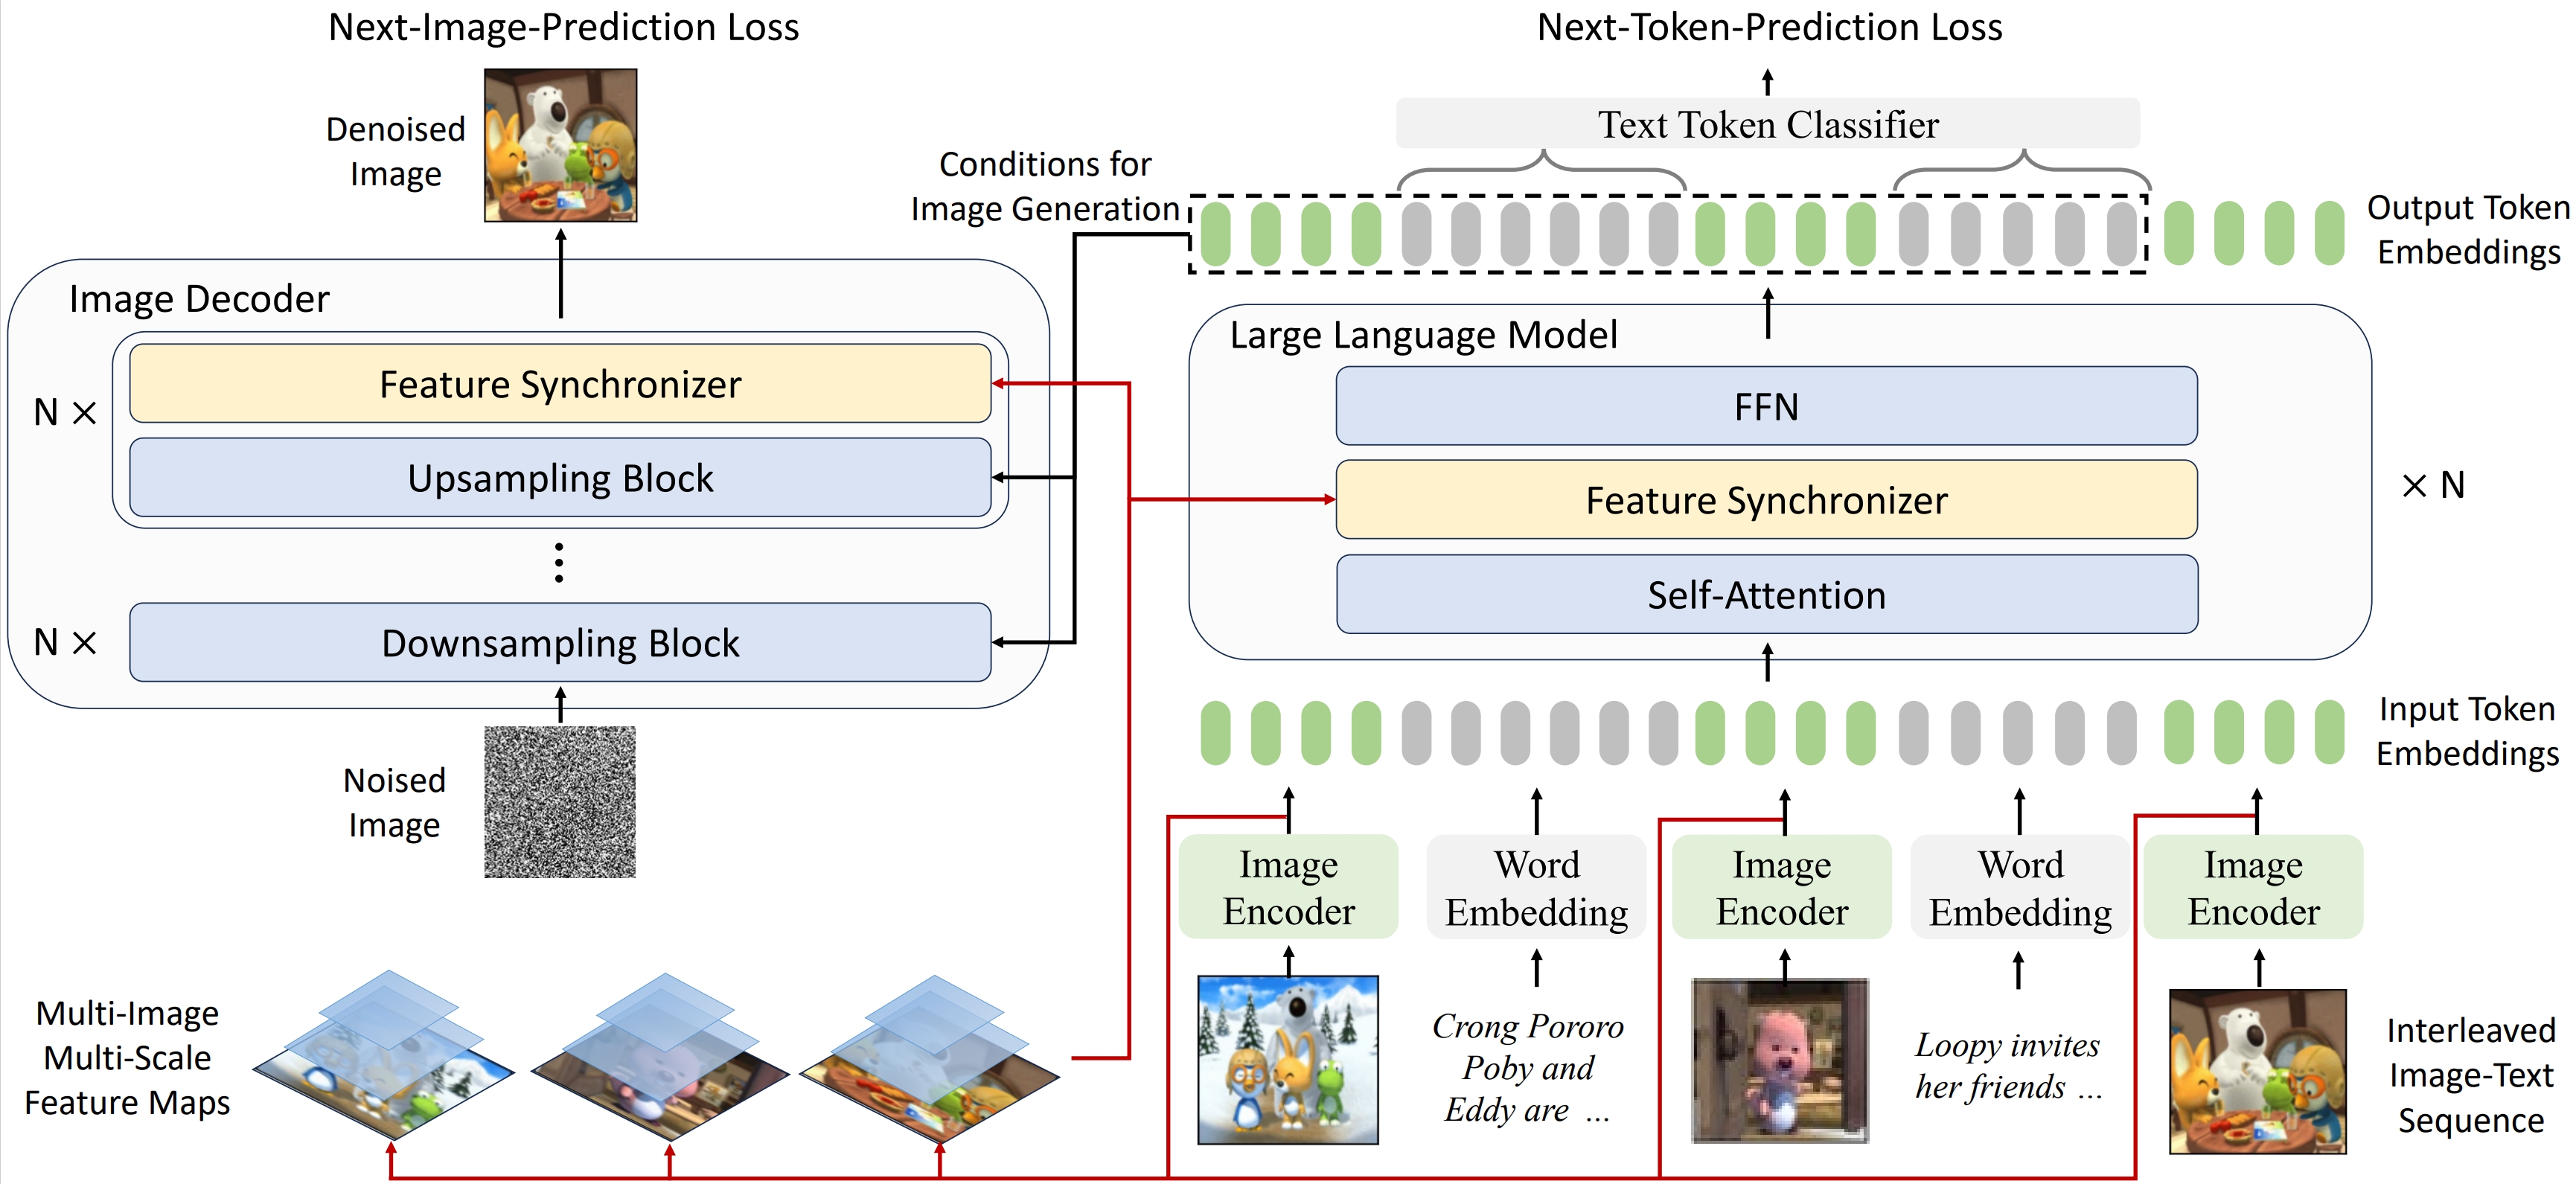 Next-Image-Prediction Loss
Denoised
Image
Image Decoder
N ×
Feature Synchronizer
Upsampling Block
N ×
Downsampling Block
Noised
Image
Multi-Image
Multi-Scale
Feature Maps
Next-Token-Prediction Loss
Text Token Classifier
Conditions for
Image Generation
Output Token
Embeddings
Large Language Model
FFN
Feature Synchronizer
Self-Attention
× N
Input Token
Embeddings
Image
Encoder
Word
Embedding
Image
Encoder
Word
Embedding
Image
Encoder
Crong Pororo
Poby and
Eddy are ...
Loopy invites
her friends ...
Interleaved
Image-Text
Sequence